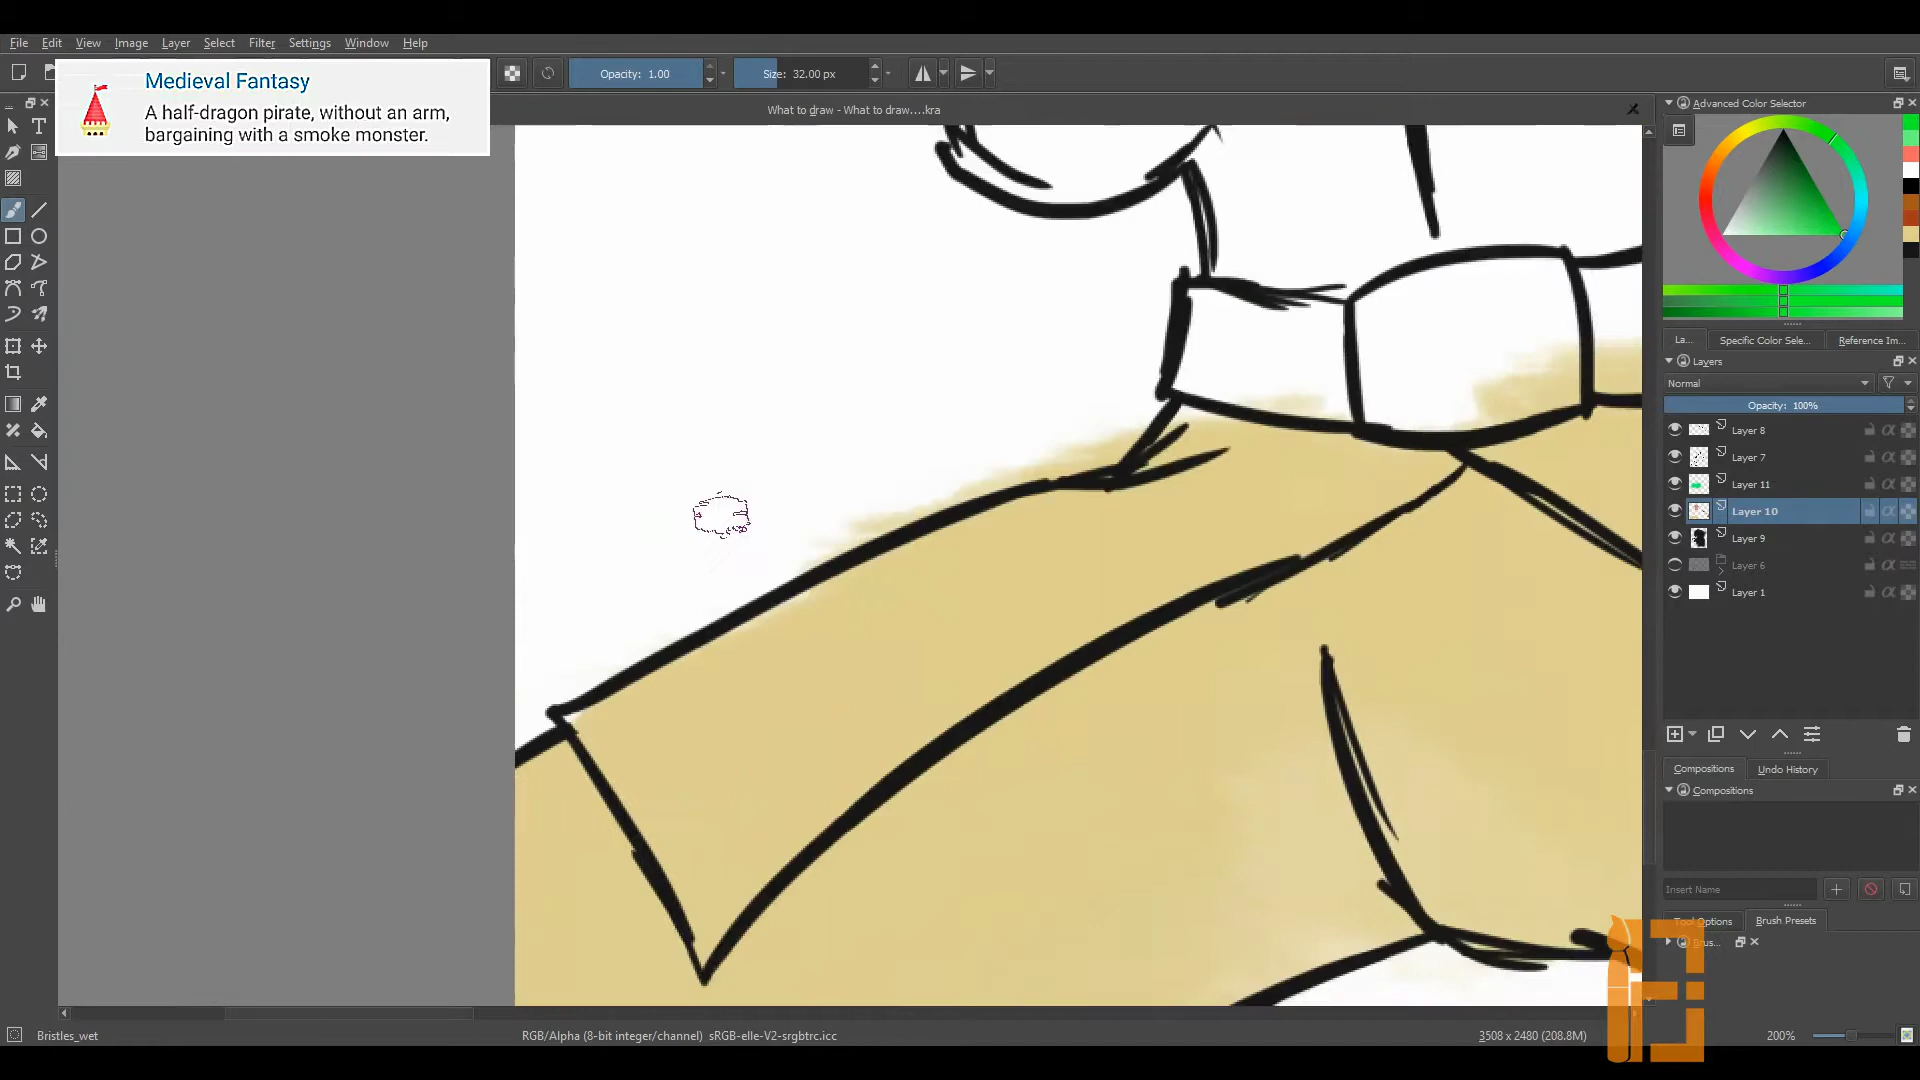 File Edit View Image Layer Select Filter Settings Window Help
Medieval Fantasy
A half-dragon pirate, without an arm,
bargaining with a smoke monster.
Opacity: 1.00
Size: 32.00 px
What to draw - What to draw....kra
Advanced Color Selector
La... Specific Color Sele... Reference Im...
Layers
Normal
Opacity: 100%
Layer 8
Layer 7
Layer 11
Layer 10
Layer 9
Layer 6
Layer 1
Compositions Undo History
Compositions
Insert Name
Tool Options Brush Presets
Brus...
Bristles_wet
RGB/Alpha (8-bit integer/channel) sRGB-elle-V2-srgbtrc.icc
3508 x 2480 (208.8M)
200%